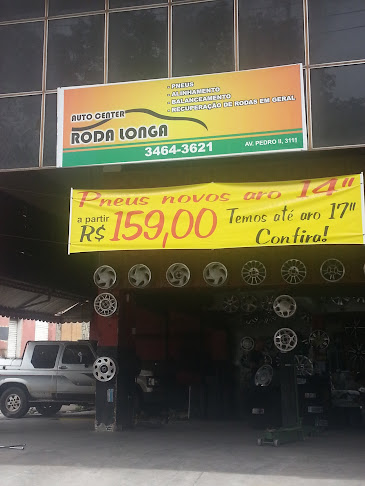 • PNEUS
• ALINHAMENTO
• BALANCEAMENTO
• RECUPERAÇÃO DE RODAS EM GERAL
AUTO CENTER
RODA LONGA
3464-3621
AV. PEDRO II, 3111
Pneus novos aro 14"
a partir
R$ 159,00
Temos até aro 17"
Confira!